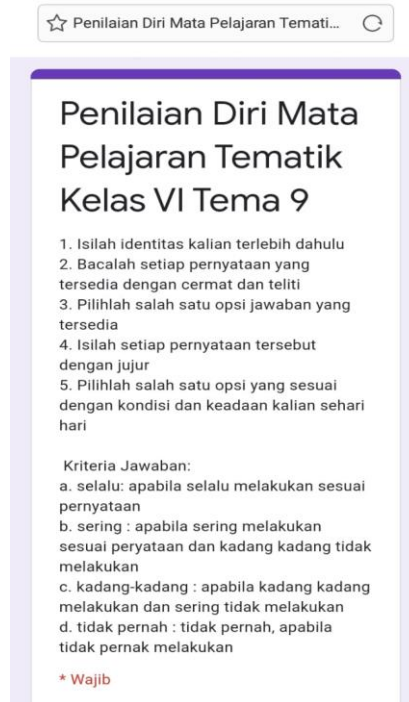 Penilaian Diri Mata Pelajaran Temati...
Penilaian Diri Mata
Pelajaran Tematik
Kelas VI Tema 9
1. Isilah identitas kalian terlebih dahulu
2. Bacalah setiap pernyataan yang
tersedia dengan cermat dan teliti
3. Pilihlah salah satu opsi jawaban yang
tersedia
4. Isilah setiap pernyataan tersebut
dengan jujur
5. Pilihlah salah satu opsi yang sesuai
dengan kondisi dan keadaan kalian sehari
hari
Kriteria Jawaban:
a. selalu: apabila selalu melakukan sesuai
pernyataan
b. sering : apabila sering melakukan
sesuai peryataan dan kadang kadang tidak
melakukan
c. kadang-kadang : apabila kadang kadang
melakukan dan sering tidak melakukan
d. tidak pernah : tidak pernah, apabila
tidak pernak melakukan
* Wajib